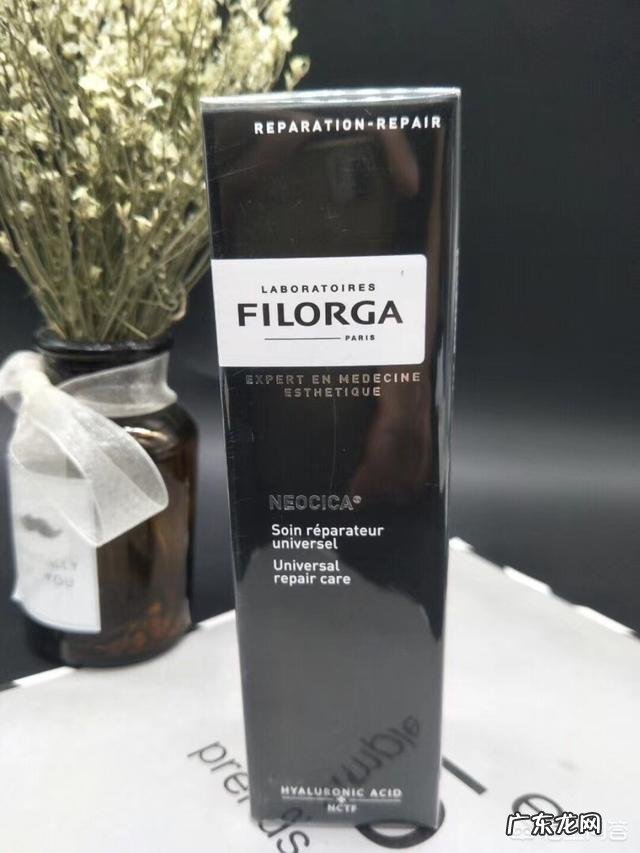 REPARATION-REPAIR
LABORATOIRES
FILORGA
PARIS
EXPERT EN MEDECINE
ESTHETIQUE
NEOCICA
Soin réparateur
universel
Universal
repair care
HYALURONIC ACID
+
NCTF
YOU
广东龙网